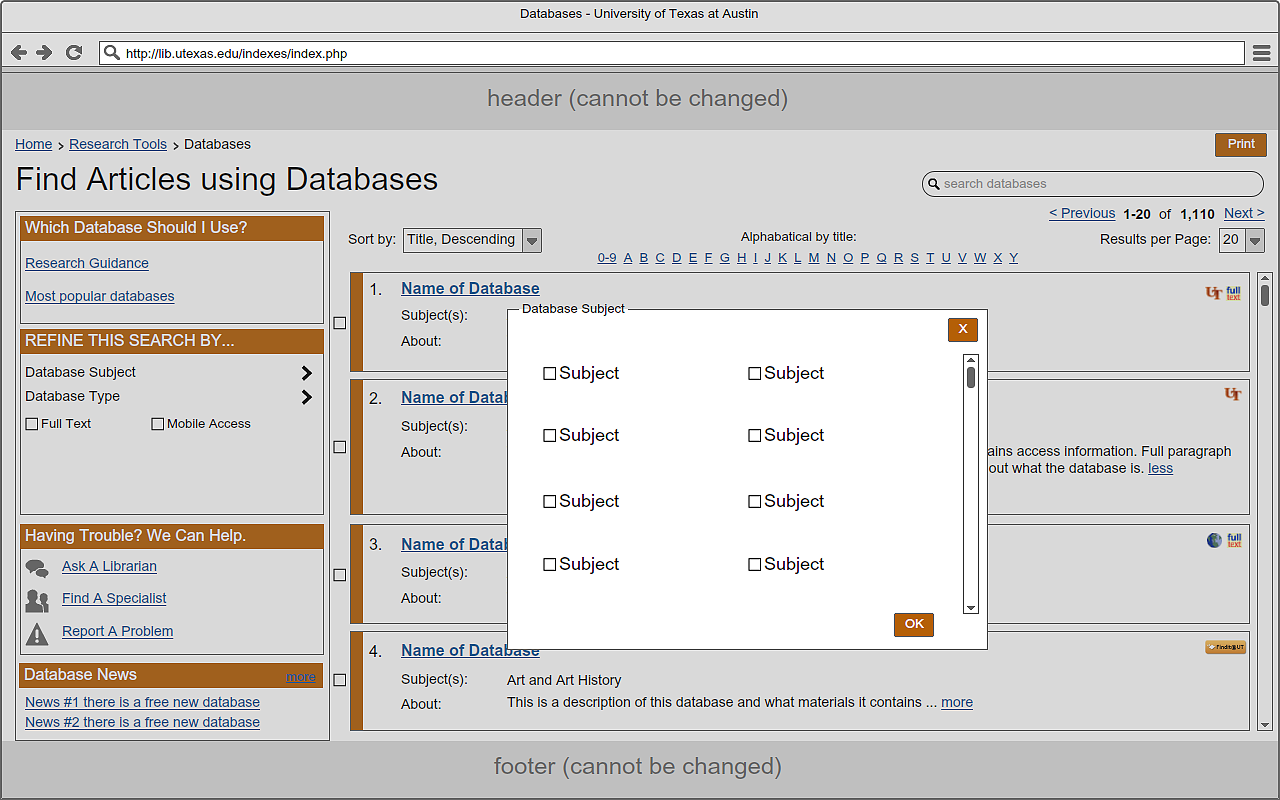 Databases - University of Texas at Austin
http://lib.utexas.edu/indexes/index.php
header (cannot be changed)
Home > Research Tools > Databases
Print
Find Articles using Databases
search databases
< Previous 1-20 of 1,110 Next >
Which Database Should I Use?
Research Guidance
Most popular databases
REFINE THIS SEARCH BY...
Database Subject
Database Type
Full Text
Mobile Access
Having Trouble? We Can Help.
Ask A Librarian
Find A Specialist
Report A Problem
Database News
more
News #1 there is a free new database
News #2 there is a free new database
Sort by: Title, Descending
Alphabatical by title:
0-9 A B C D E F G H I J K L M N O P Q R S T U V W X Y
Results per Page: 20
1. Name of Database
UT full text
Subject(s):
About:
2. Name of Datab
UT
Subject(s):
About:
ains access information. Full paragraph
out what the database is. less
3. Name of Datab
full text
Subject(s):
About:
4. Name of Database
Findit@UT
Subject(s): Art and Art History
About: This is a description of this database and what materials it contains ... more
Database Subject
X
Subject Subject
Subject Subject
Subject Subject
Subject Subject
OK
footer (cannot be changed)